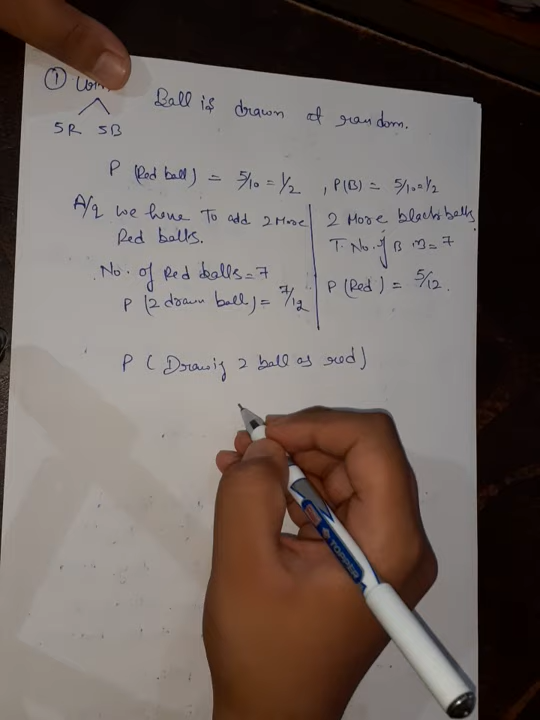 ①
5R 5B
Ball is drawn at random.
P (Red ball) = 5/10 = 1/2 , P(B) = 5/10 = 1/2
A/q we have To add 2 More
Red balls.
No. of Red balls = 7
P (2 drawn ball) = 7/12
2 More black balls
T. No. of B = 7
P (Red) = 5/12.
P ( Drawig 2 ball as red)
TOPPER